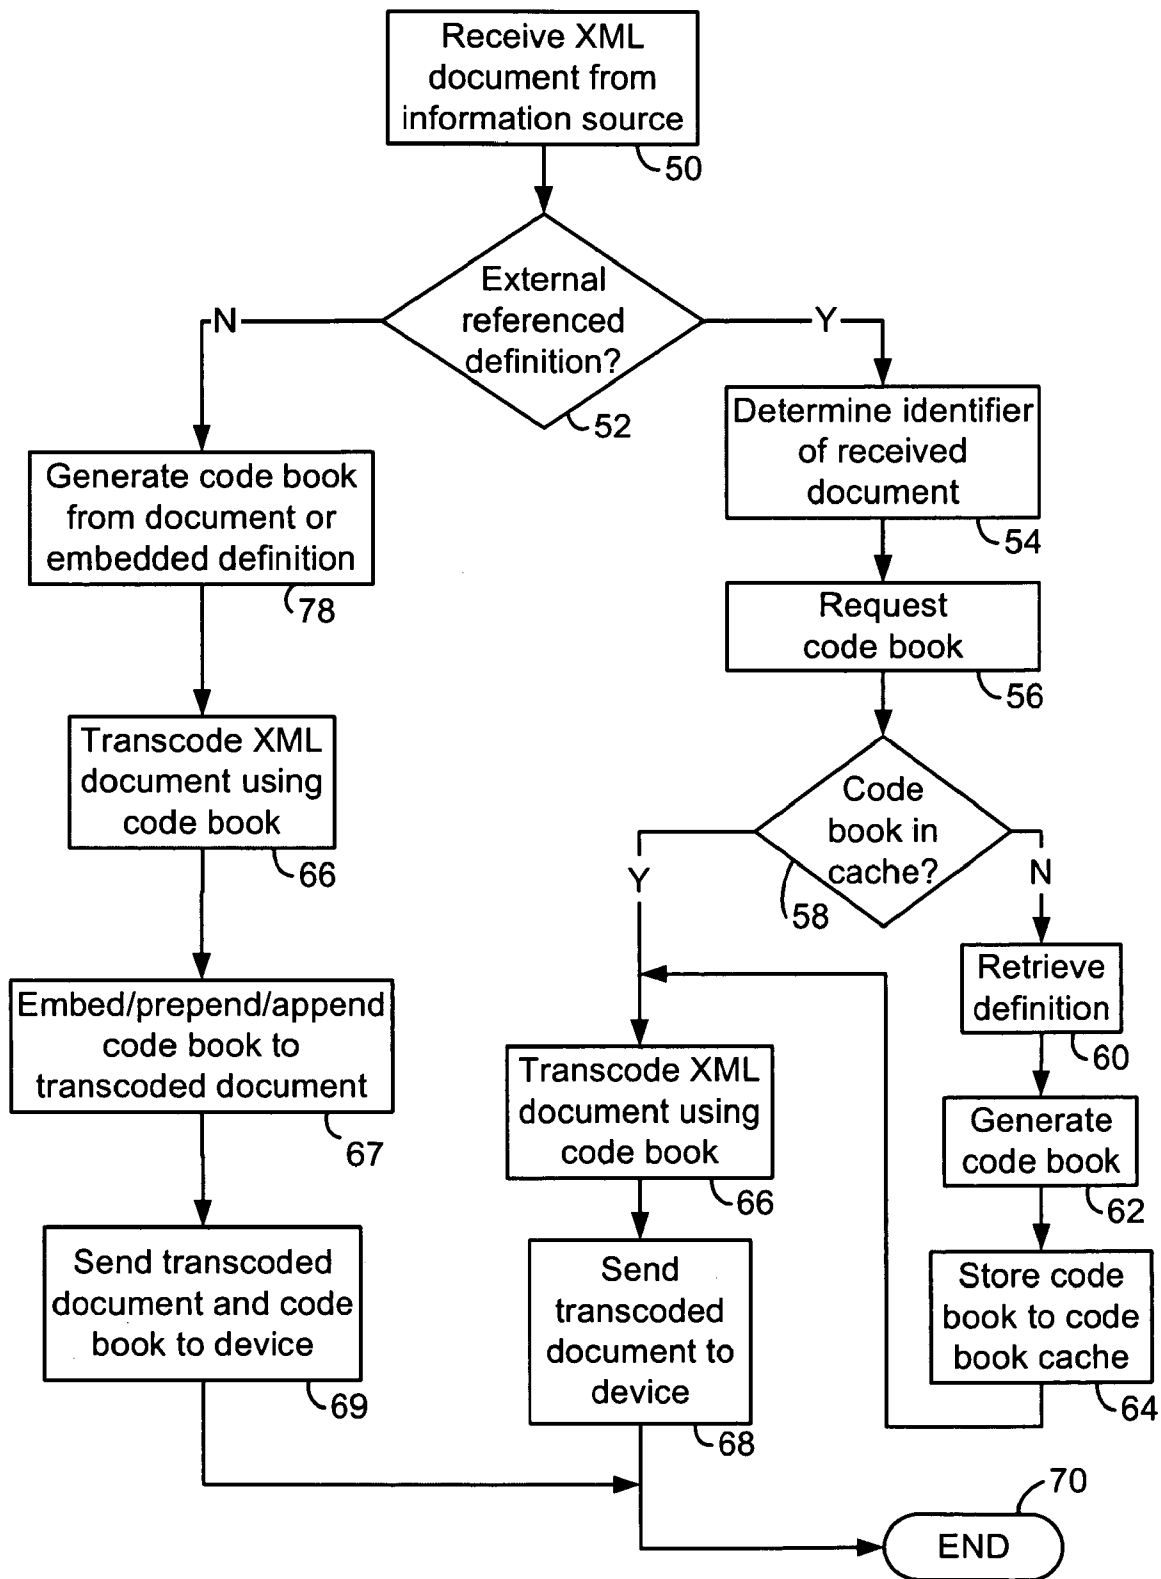 Receive XML
document from
information source
50
External
referenced
definition?
52
N
Y
Generate code book
from document or
embedded definition
78
Transcode XML
document using
code book
66
Embed/prepend/append
code book to
transcoded document
67
Send transcoded
document and code
book to device
69
Determine identifier
of received
document
54
Request
code book
56
Code
book in
cache?
58
Y
N
Transcode XML
document using
code book
66
Send
transcoded
document to
device
68
Retrieve
definition
60
Generate
code book
62
Store code
book to code
book cache
64
70
END